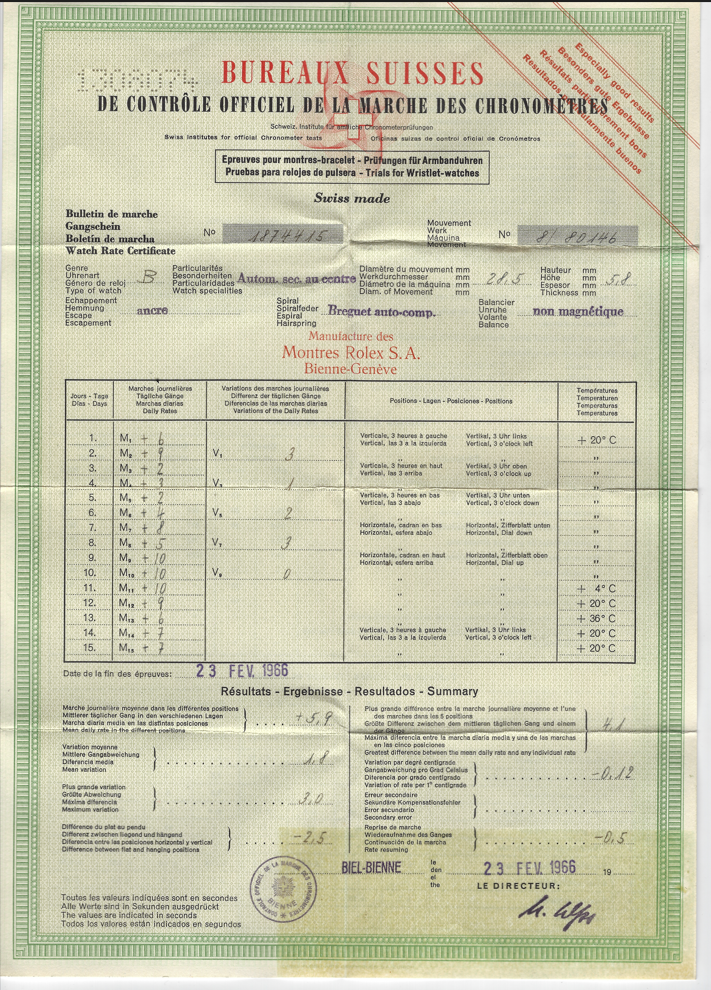 1306074
Especially good results
Besonders gute Ergebnisse
Résultats particulièrement bons
Resultados particularmente buenos
BUREAUX SUISSES
DE CONTRÔLE OFFICIEL DE LA MARCHE DES CHRONOMÈTRES
Schweiz. Institute für amtliche Chronometerprüfungen
Swiss Institutes for official Chronometer tests Oficinas suizas de control oficial de Cronómetros
Epreuves pour montres-bracelet - Prüfungen für Armbanduhren
Pruebas para relojes de pulsera - Trials for Wristlet-watches
Swiss made
Bulletin de marche
Gangschein
Boletín de marcha
Watch Rate Certificate
No 1874415
Mouvement
Werk
Máquina
Movement
No 8/ 80146
Genre
Uhrenart
Género de reloj
Type of watch
B
Particularités
Besonderheiten
Particularidades
Watch specialities
Autom. sec. au centre
Diamètre du mouvement mm
Werkdurchmesser mm
Diámetro de la máquina mm
Diam. of Movement mm
28,5
Hauteur mm
Höhe mm
Espesor mm
Thickness mm
5,8
Echappement
Hemmung
Escape
Escapement
ancre
Spiral
Spiralfeder
Espiral
Hairspring
Breguet auto-comp.
Balancier
Unruhe
Volante
Balance
non magnétique
Manufacture des
Montres Rolex S.A.
Bienne-Genève
Jours - Tage
Días - Days
Marches journalières
Tägliche Gänge
Marchas diarias
Daily Rates
Variations des marches journalières
Differenz der täglichen Gänge
Diferencias de las marchas diarias
Variations of the Daily Rates
Positions - Lagen - Posiciones - Positions
Températures
Temperaturen
Temperaturas
Temperatures
1. M1 + 6 Verticale, 3 heures à gauche Vertikal, 3 Uhr links + 20° C
Vertical, las 3 a la izquierda Vertical, 3 o'clock left
2. M2 + 9 V1 3 „ „ „
3. M3 + 2 Verticale, 3 heures en haut Vertikal, 3 Uhr oben „
Vertical, las 3 arriba Vertical, 3 o'clock up
4. M4 + 3 V3 1 „ „ „
5. M5 + 2 Verticale, 3 heures en bas Vertikal, 3 Uhr unten „
Vertical, las 3 abajo Vertical, 3 o'clock down
6. M6 + 4 V5 2 „ „ „
7. M7 + 8 Horizontale, cadran en bas Horizontal, Zifferblatt unten „
Horizontal, esfera abajo Horizontal, Dial down
8. M8 + 5 V7 3 „ „ „
9. M9 + 10 Horizontale, cadran en haut Horizontal, Zifferblatt oben „
Horizontal, esfera arriba Horizontal, Dial up
10. M10 + 10 V9 0 „ „ „
11. M11 + 10 „ „ + 4° C
12. M12 + 9 „ „ + 20° C
13. M13 + 6 „ „ + 36° C
14. M14 + 7 Verticale, 3 heures à gauche Vertikal, 3 Uhr links + 20° C
Vertical, las 3 a la izquierda Vertical, 3 o'clock left
15. M15 + 7 „ „ + 20° C
Date de la fin des épreuves: 23 FEV. 1966
Résultats - Ergebnisse - Resultados - Summary
Marche journalière moyenne dans les différentes positions
Mittlerer täglicher Gang in den verschiedenen Lagen
Marcha diaria media en las distintas posiciones
Mean daily rate in the different positions
+5,9
Variation moyenne
Mittlere Gangabweichung
Diferencia media
Mean variation
1,8
Plus grande variation
Größte Abweichung
Máxima diferencia
Maximum variation
3,0
Différence du plat au pendu
Differenz zwischen liegend und hängend
Diferencia entre las posiciones horizontal y vertical
Difference between flat and hanging positions
-2,5
Plus grande différence entre la marche journalière moyenne et l'une
des marches dans les 5 positions
Größte Differenz zwischen dem mittleren täglichen Gang und einem
der Gänge
Máxima diferencia entre la marcha diaria media y una de las marchas
en las cinco posiciones
Greatest difference between the mean daily rate and any individual rate
4,1
Variation par degré centigrade
Gangabweichung pro Grad Celsius
Diferencia por grado centígrado
Variation of rate per 1° centigrade
-0,12
Erreur secondaire
Sekundäre Kompensationsfehler
Error secundario
Secondary error
Reprise de marche
Wiederaufnahme des Ganges
Continuación de la marcha
Rate resuming
-0,5
BIEL-BIENNE
le
den
el
the
23 FEV. 1966 19
LE DIRECTEUR:
CONTRÔLE OFFICIEL DE LA MARCHE DES CHRONOMÈTRES
BIENNE
Toutes les valeurs indiquées sont en secondes
Alle Werte sind in Sekunden ausgedrückt
The values are indicated in seconds
Todos los valores están indicados en segundos